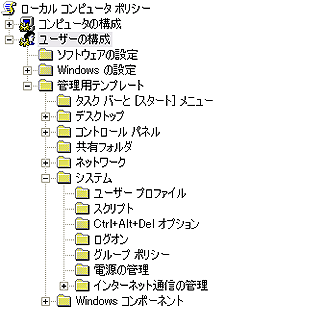 ローカル コンピュータ ポリシー
コンピュータの構成
ユーザーの構成
ソフトウェアの設定
Windows の設定
管理用テンプレート
タスク バーと [スタート] メニュー
デスクトップ
コントロール パネル
共有フォルダ
ネットワーク
システム
ユーザー プロファイル
スクリプト
Ctrl+Alt+Del オプション
ログオン
グループ ポリシー
電源の管理
インターネット通信の管理
Windows コンポーネント